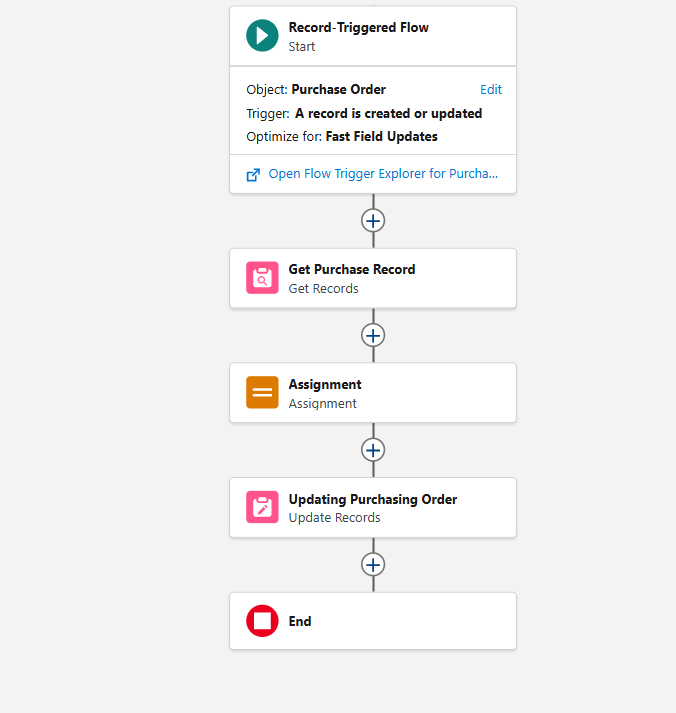 Record-Triggered Flow
Start
Object: Purchase Order Edit
Trigger: A record is created or updated
Optimize for: Fast Field Updates
Open Flow Trigger Explorer for Purcha...
Get Purchase Record
Get Records
Assignment
Assignment
Updating Purchasing Order
Update Records
End